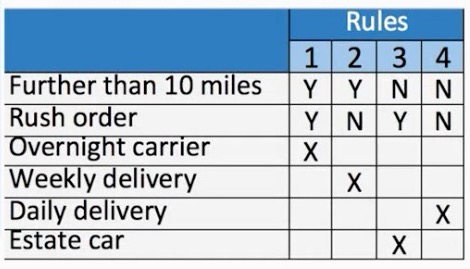 Rules
1 2 3 4
Further than 10 miles Y Y N N
Rush order Y N Y N
Overnight carrier X
Weekly delivery X
Daily delivery X
Estate car X